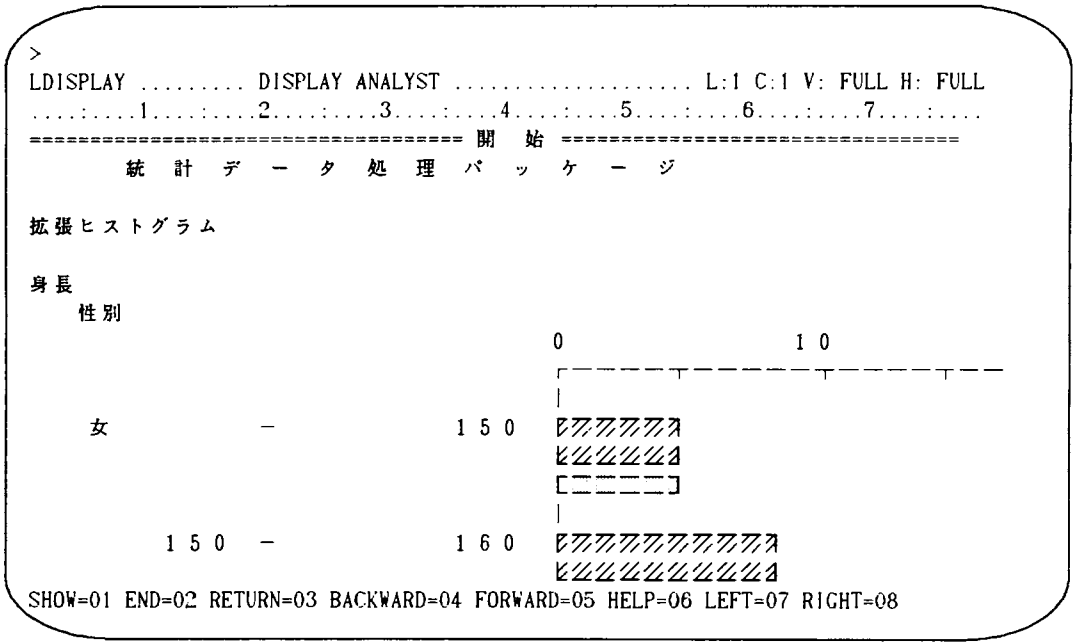 >
LDISPLAY ......... DISPLAY ANALYST .................... L:1 C:1 V: FULL H: FULL
....:....1....:....2....:....3....:....4....:....5....:....6....:....7....:....
==================================== 開 始 =================================
統 計 デ ー タ 処 理 パ ッ ケ ー ジ
拡張ヒストグラム
身長
性別
0 1 0
女 - 1 5 0
1 5 0 - 1 6 0
SHOW=01 END=02 RETURN=03 BACKWARD=04 FORWARD=05 HELP=06 LEFT=07 RIGHT=08